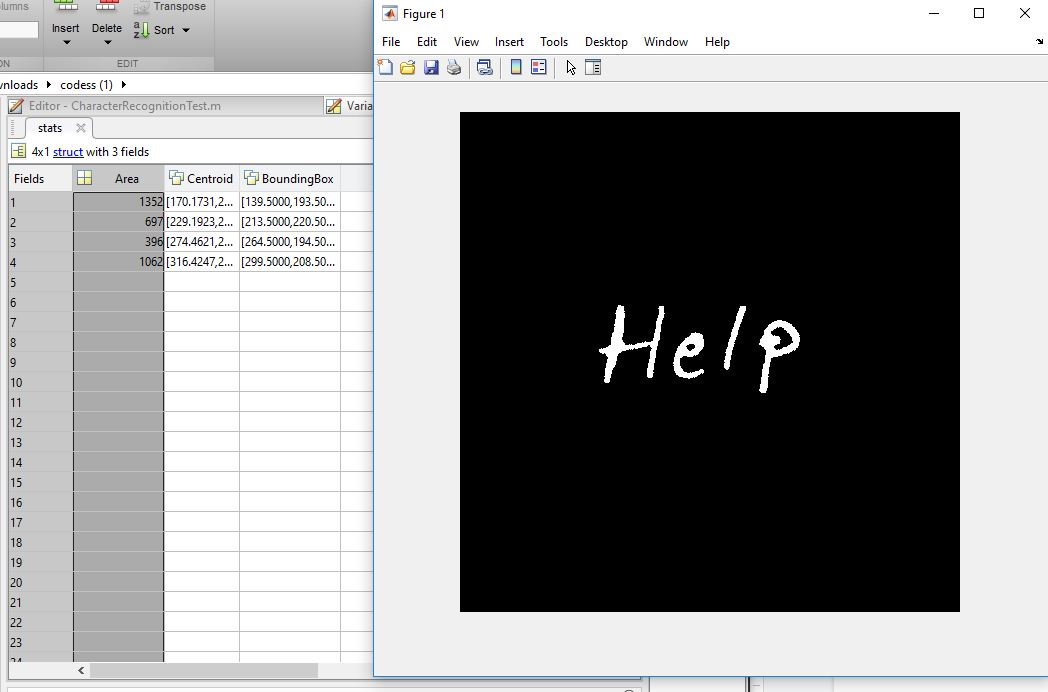 olumns
Transpose
Insert
Delete
Sort
ON
EDIT
wnloads
codess (1)
Editor - CharacterRecognitionTest.m
Varia
stats
4x1 struct with 3 fields
Fields Area Centroid BoundingBox
1 1352 [170.1731,2... [139.5000,193.50...
2 697 [229.1923,2... [213.5000,220.50...
3 396 [274.4621,2... [264.5000,194.50...
4 1062 [316.4247,2... [299.5000,208.50...
5
6
7
8
9
10
11
12
13
14
15
16
17
18
19
20
21
22
23
24
Figure 1
File Edit View Insert Tools Desktop Window Help
Help